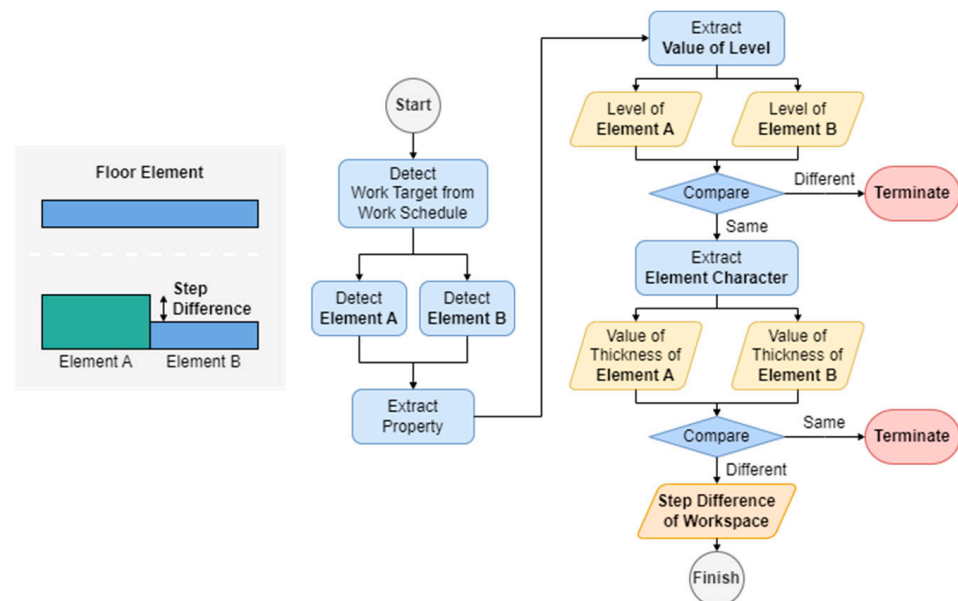 Floor Element
Step
Difference
Element A
Element B
Start
Detect
Work Target from
Work Schedule
Detect
Element A
Detect
Element B
Extract
Property
Extract
Value of Level
Level of
Element A
Level of
Element B
Compare
Different
Terminate
Same
Extract
Element Character
Value of
Thickness of
Element A
Value of
Thickness of
Element B
Compare
Same
Terminate
Different
Step Difference
of Workspace
Finish